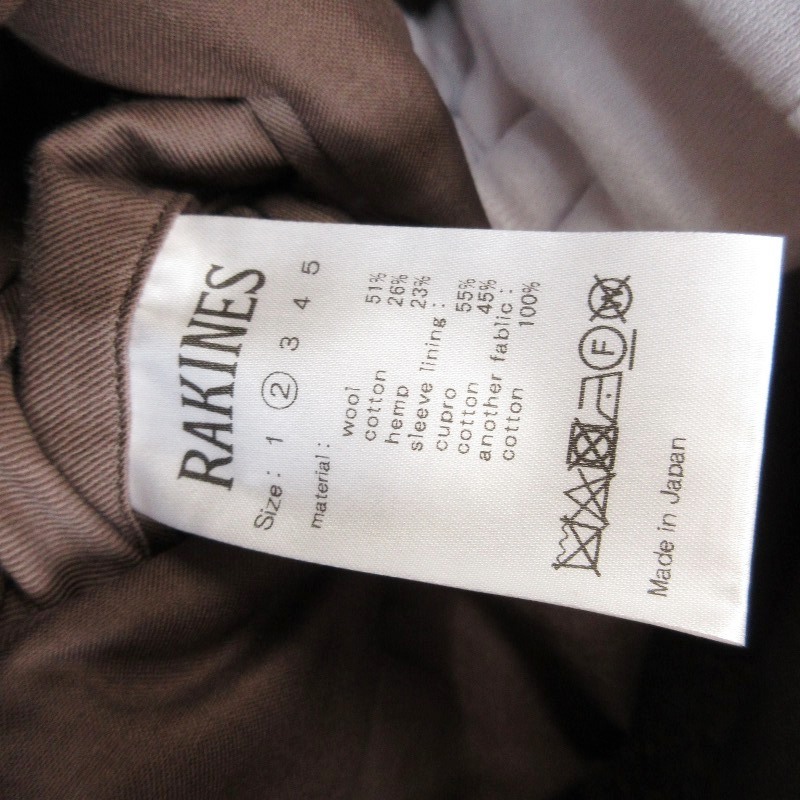 RAKINES
Size : 1 2 3 4 5
material :
wool 51%
cotton 26%
hemp 23%
sleeve lining :
cupro 55%
cotton 45%
another fabric :
cotton 100%
F
W
Made in Japan